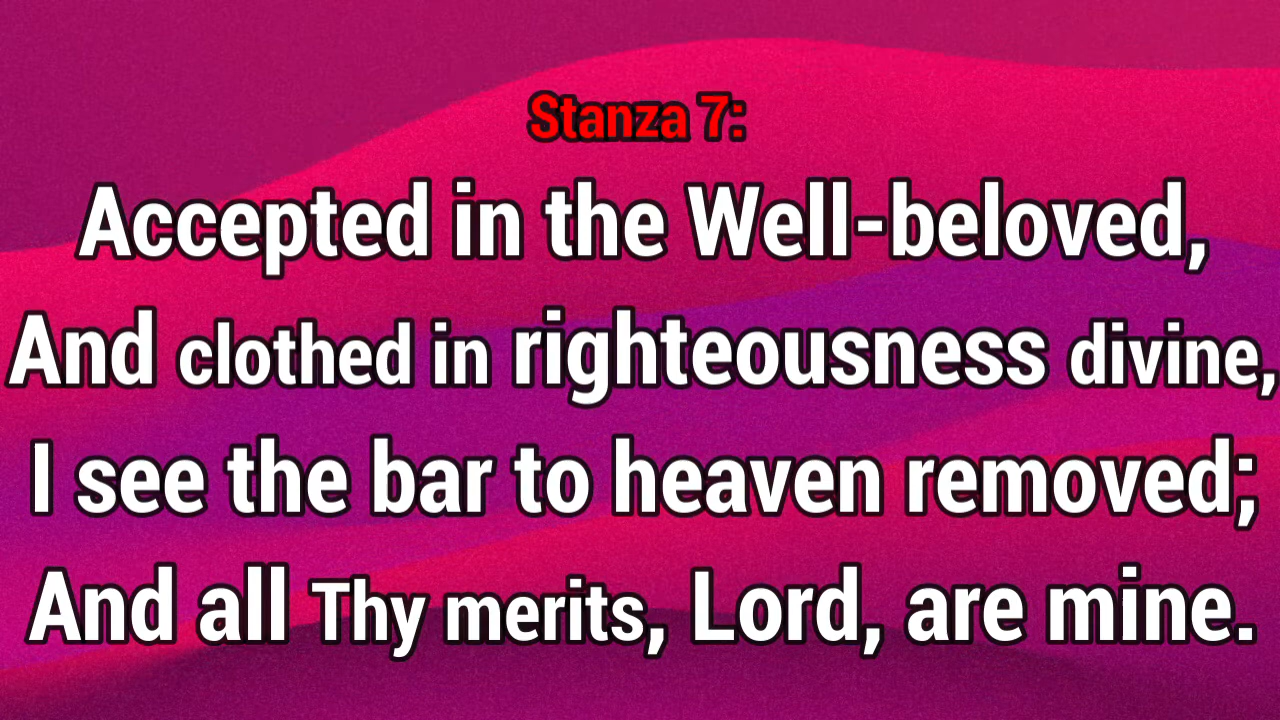 Stanza 7:
Accepted in the Well-beloved,
And clothed in righteousness divine,
I see the bar to heaven removed;
And all Thy merits, Lord, are mine.